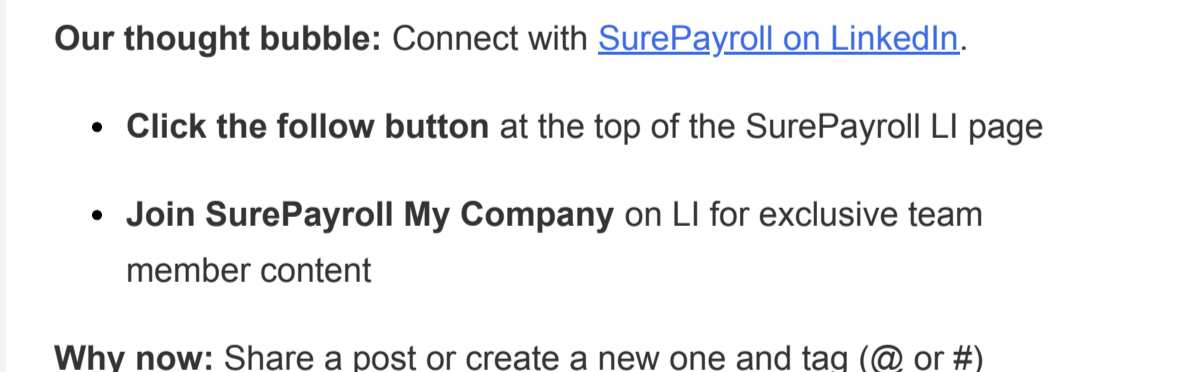 Our thought bubble: Connect with SurePayroll on LinkedIn.
• Click the follow button at the top of the SurePayroll LI page
• Join SurePayroll My Company on LI for exclusive team
member content
Why now: Share a post or create a new one and tag (@ or #)